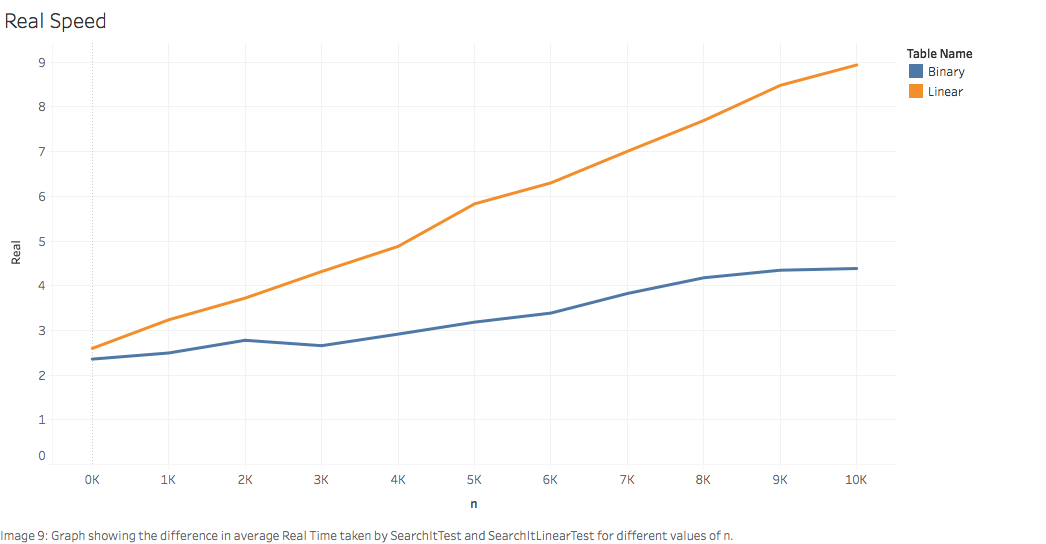 Real Speed
Table Name
Binary
Linear
9
8
7
6
5
4
3
2
1
0
Real
0K 1K 2K 3K 4K 5K 6K 7K 8K 9K 10K
n
Image 9: Graph showing the difference in average Real Time taken by SearchItTest and SearchItLinearTest for different values of n.